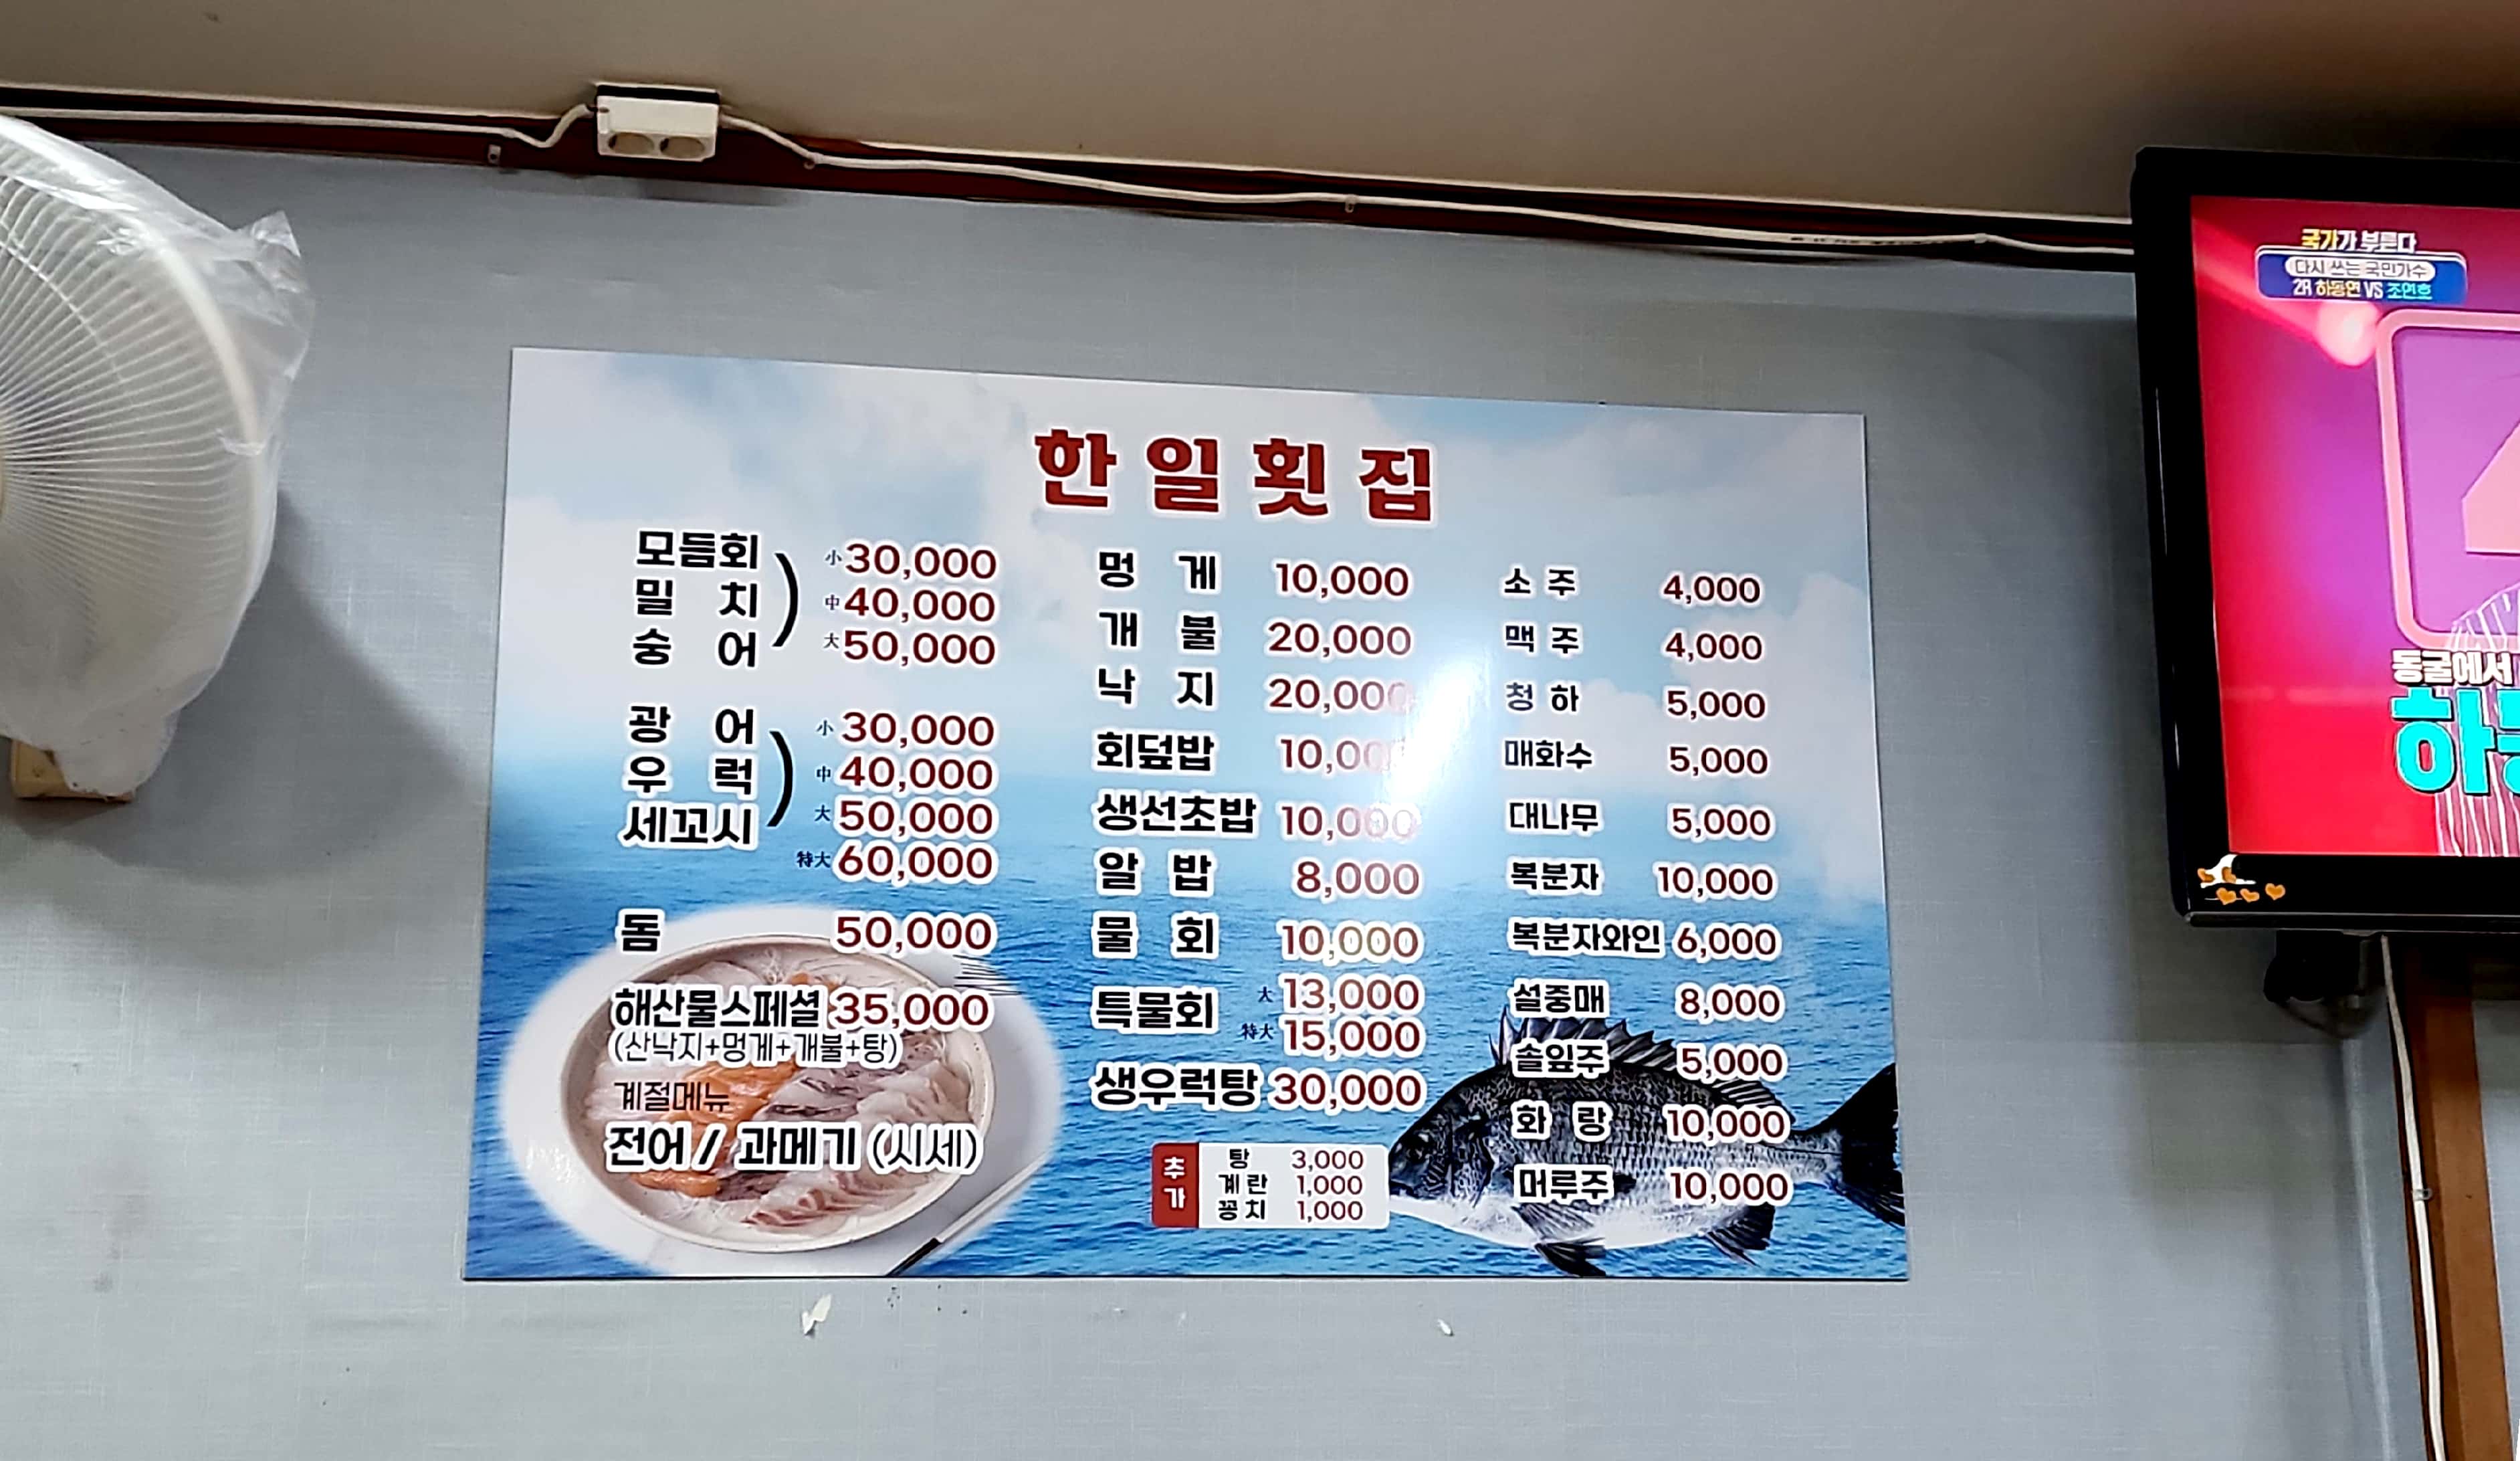 한일횟집
모듬회 小 30,000
밀치 中 40,000
숭어 大 50,000
광어 小 30,000
우럭 中 40,000
세꼬시 大 50,000
特大 60,000
돔 50,000
해산물스페셜 35,000
(산낙지+멍게+개불+탕)
계절메뉴
전어 / 과메기 (시세)
멍게 10,000
개불 20,000
낙지 20,000
회덮밥 10,000
생선초밥 10,000
알밥 8,000
물회 10,000
특물회 大 13,000
特大 15,000
생우럭탕 30,000
추가
탕 3,000
계란 1,000
꽁치 1,000
소주 4,000
맥주 4,000
청하 5,000
매화수 5,000
대나무 5,000
복분자 10,000
복분자와인 6,000
설중매 8,000
솔잎주 5,000
화랑 10,000
머루주 10,000
국가가 부른다
다시 쓰는 국민가수
2R 하동연 VS 조연호
동굴에서